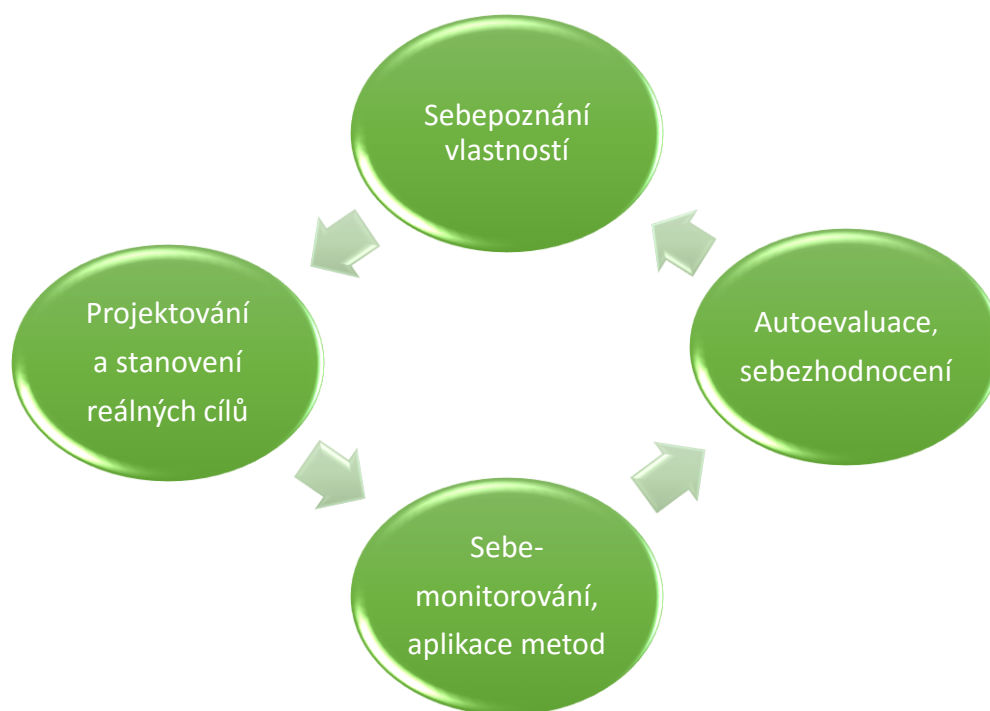 Sebepoznání
vlastností
Projektování
a stanovení
reálných cílů
Sebe-
monitorování,
aplikace metod
Autoevaluace,
sebezhodnocení